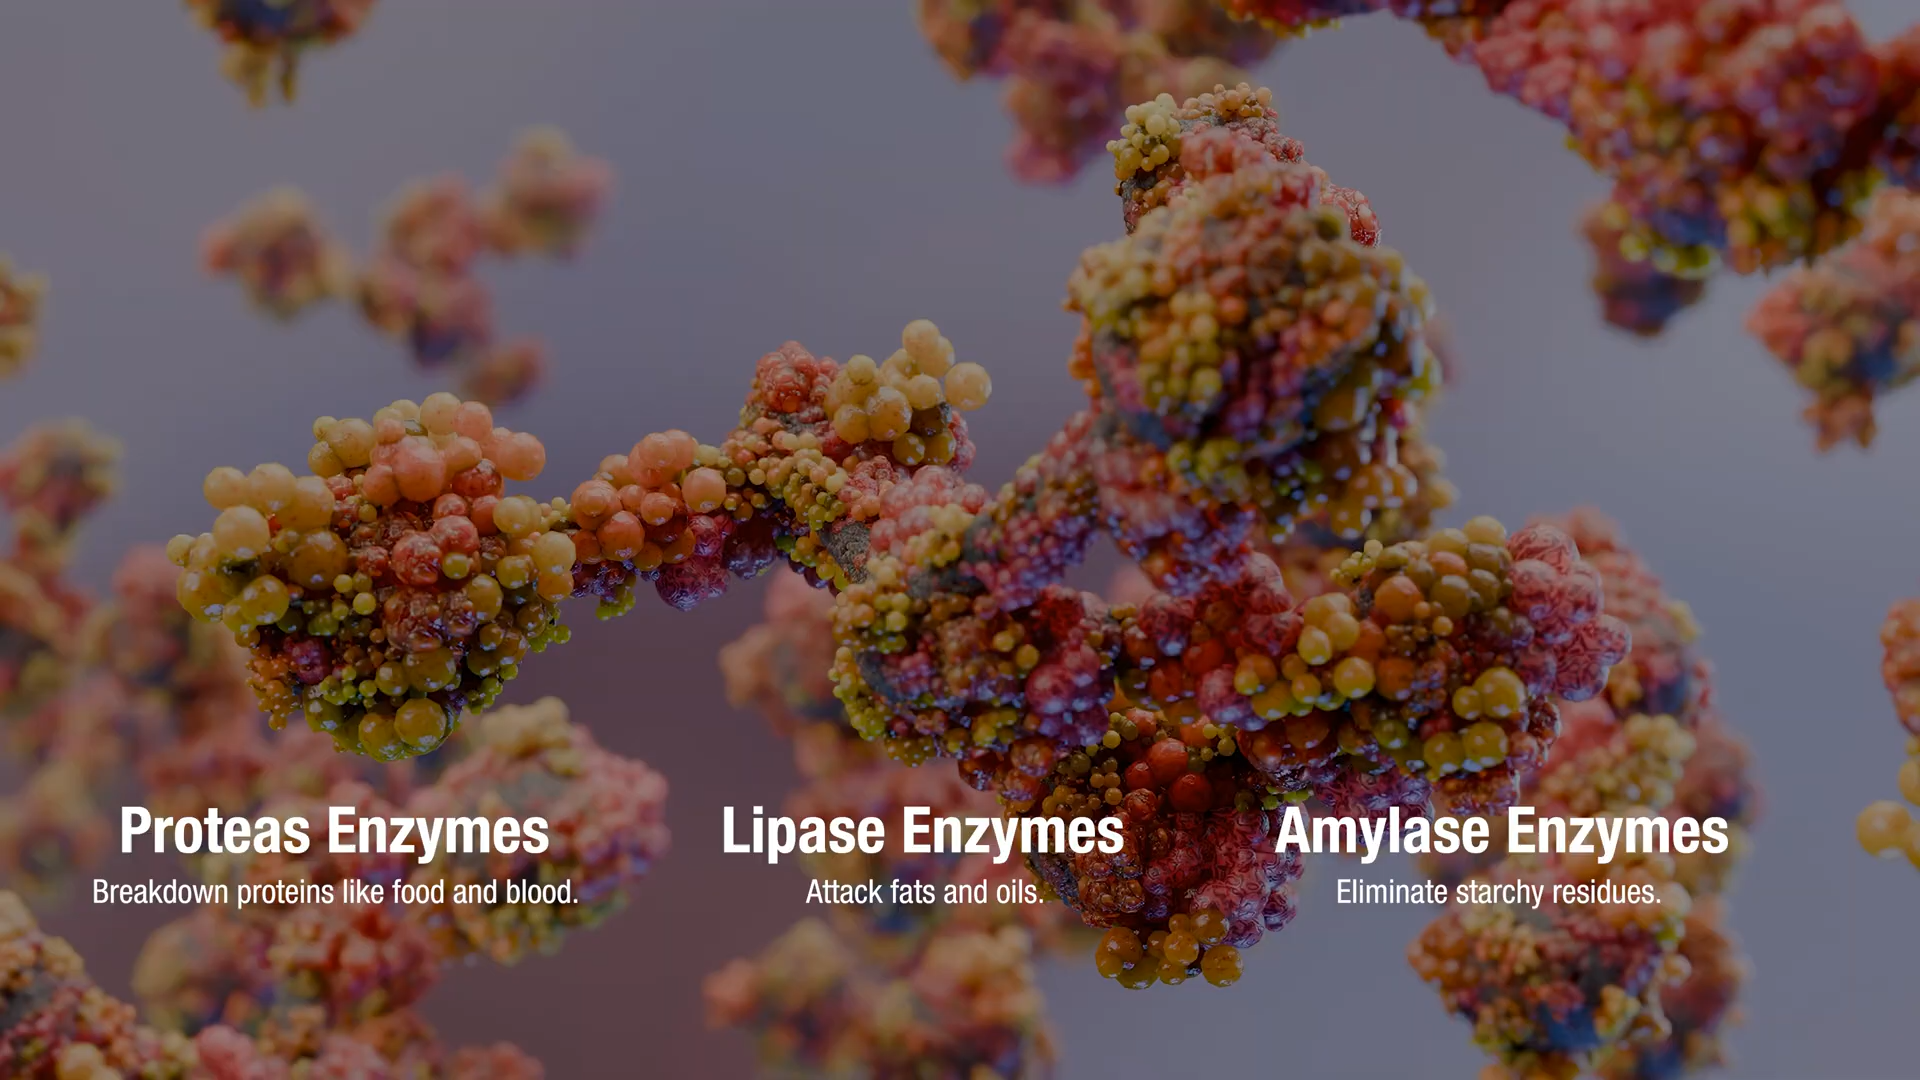 Proteas Enzymes
Breakdown proteins like food and blood.
Lipase Enzymes
Attack fats and oils.
Amylase Enzymes
Eliminate starchy residues.